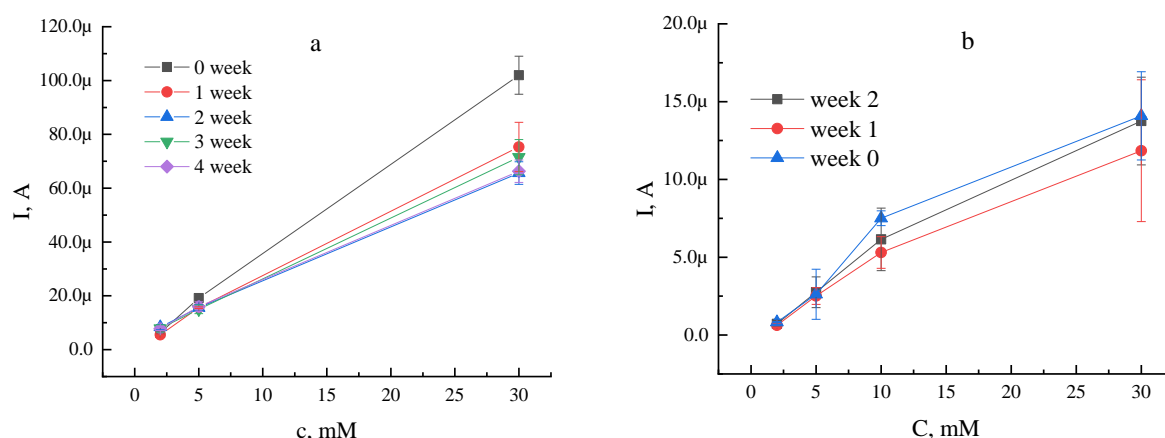 a
0 week
1 week
2 week
3 week
4 week
100.0µ
80.0µ
60.0µ
40.0µ
20.0µ
0.0
I, A
0 5 10 15 20 25 30
c, mM
b
week 2
week 1
week 0
20.0µ
15.0µ
10.0µ
5.0µ
0.0
I, A
0 5 10 15 20 25 30
C, mM